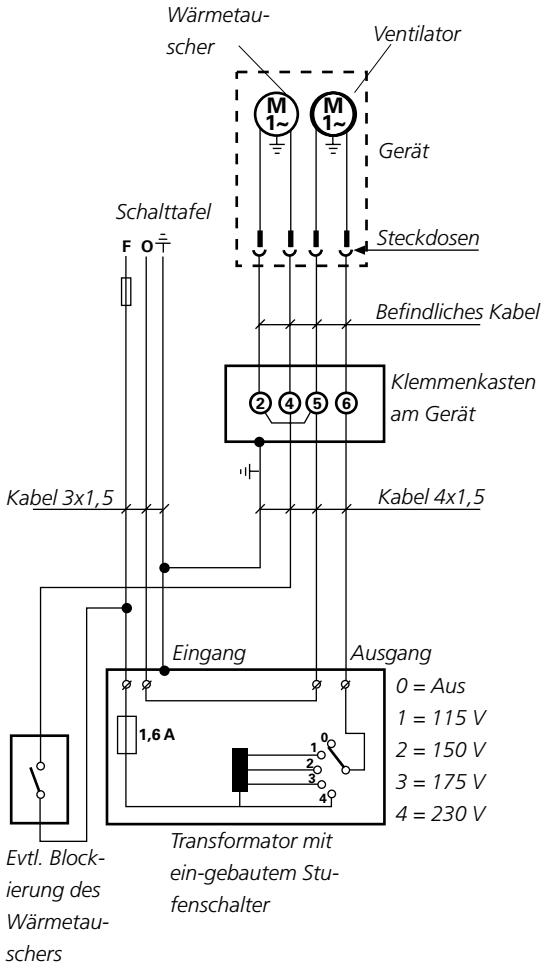 Wärmetau-
scher
Ventilator
M
1~
M
1~
Gerät
Schalttafel
F O
Steckdosen
Befindliches Kabel
Klemmenkasten
am Gerät
2 4 5 6
Kabel 3x1,5
Kabel 4x1,5
Eingang
Ausgang
0 = Aus
1 = 115 V
2 = 150 V
3 = 175 V
4 = 230 V
1,6 A
0
1
2
3
4
Transformator mit
ein-gebautem Stu-
fenschalter
Evtl. Block-
ierung des
Wärmetau-
schers